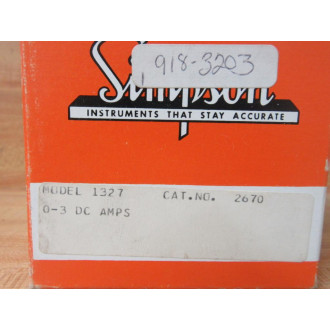 918-3203
Simpson
INSTRUMENTS THAT STAY ACCURATE
MODEL 1327 CAT.NO. 2670
0-3 DC AMPS